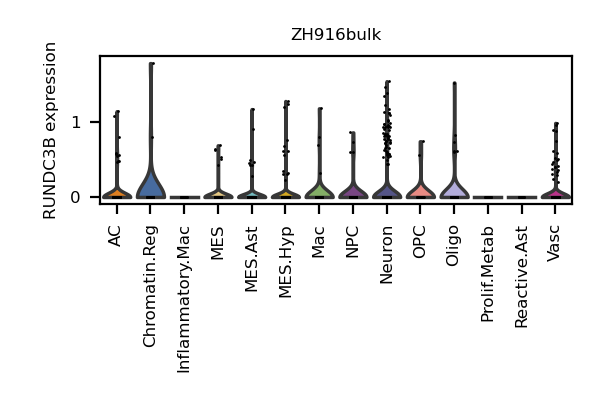 ZH916bulk
RUNDC3B expression
1
0
AC
Chromatin.Reg
Inflammatory.Mac
MES
MES.Ast
MES.Hyp
Mac
NPC
Neuron
OPC
Oligo
Prolif.Metab
Reactive.Ast
Vasc